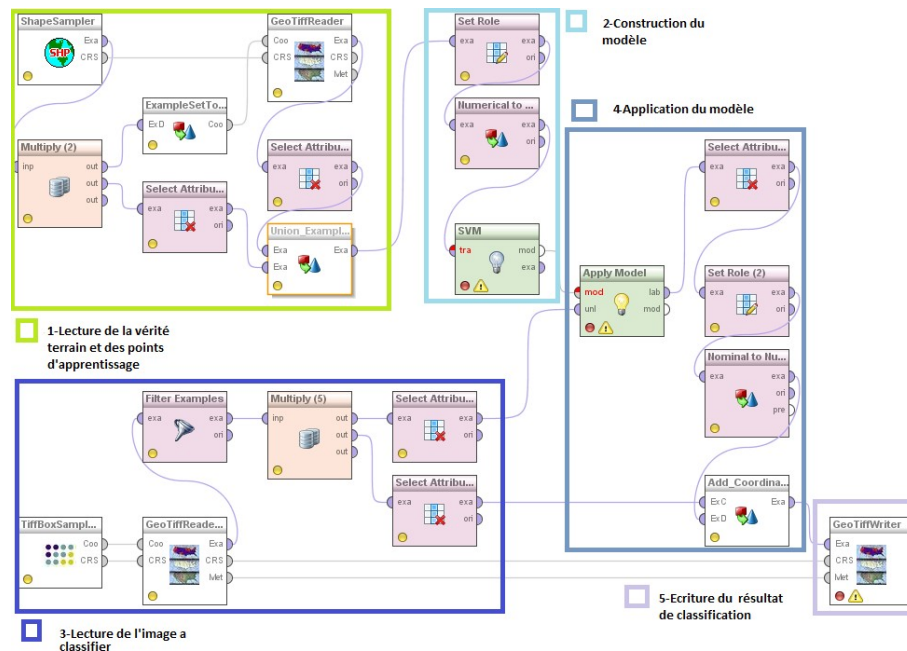 ShapeSampler
Exa
CRS
SHP
GeoTiffReader
Coo
Exa
CRS
CRS
Met
ExampleSetTo...
ExD
Coo
Multiply (2)
inp
out
out
out
Select Attribu...
exa
exa
ori
Select Attribu...
exa
exa
ori
Union_Exampl...
Exa
Exa
Exa
1-Lecture de la vérité
terrain et des points
d'apprentissage
Set Role
exa
exa
ori
Numerical to ...
exa
exa
ori
SVM
tra
mod
exa
2-Construction du
modèle
4-Application du modèle
Select Attribu...
exa
exa
ori
Apply Model
mod
lab
unl
mod
Set Role (2)
exa
exa
ori
Nominal to Nu...
exa
exa
ori
pre
Add_Coordina...
ExC
Exa
ExD
Filter Examples
exa
exa
ori
Multiply (5)
inp
out
out
out
Select Attribu...
exa
exa
ori
Select Attribu...
exa
exa
ori
TiffBoxSampl...
Coo
CRS
GeoTiffReade...
Coo
Exa
CRS
CRS
Met
3-Lecture de l'image a
classifier
GeoTiffWriter
Exa
CRS
Met
5-Ecriture du résultat
de classification